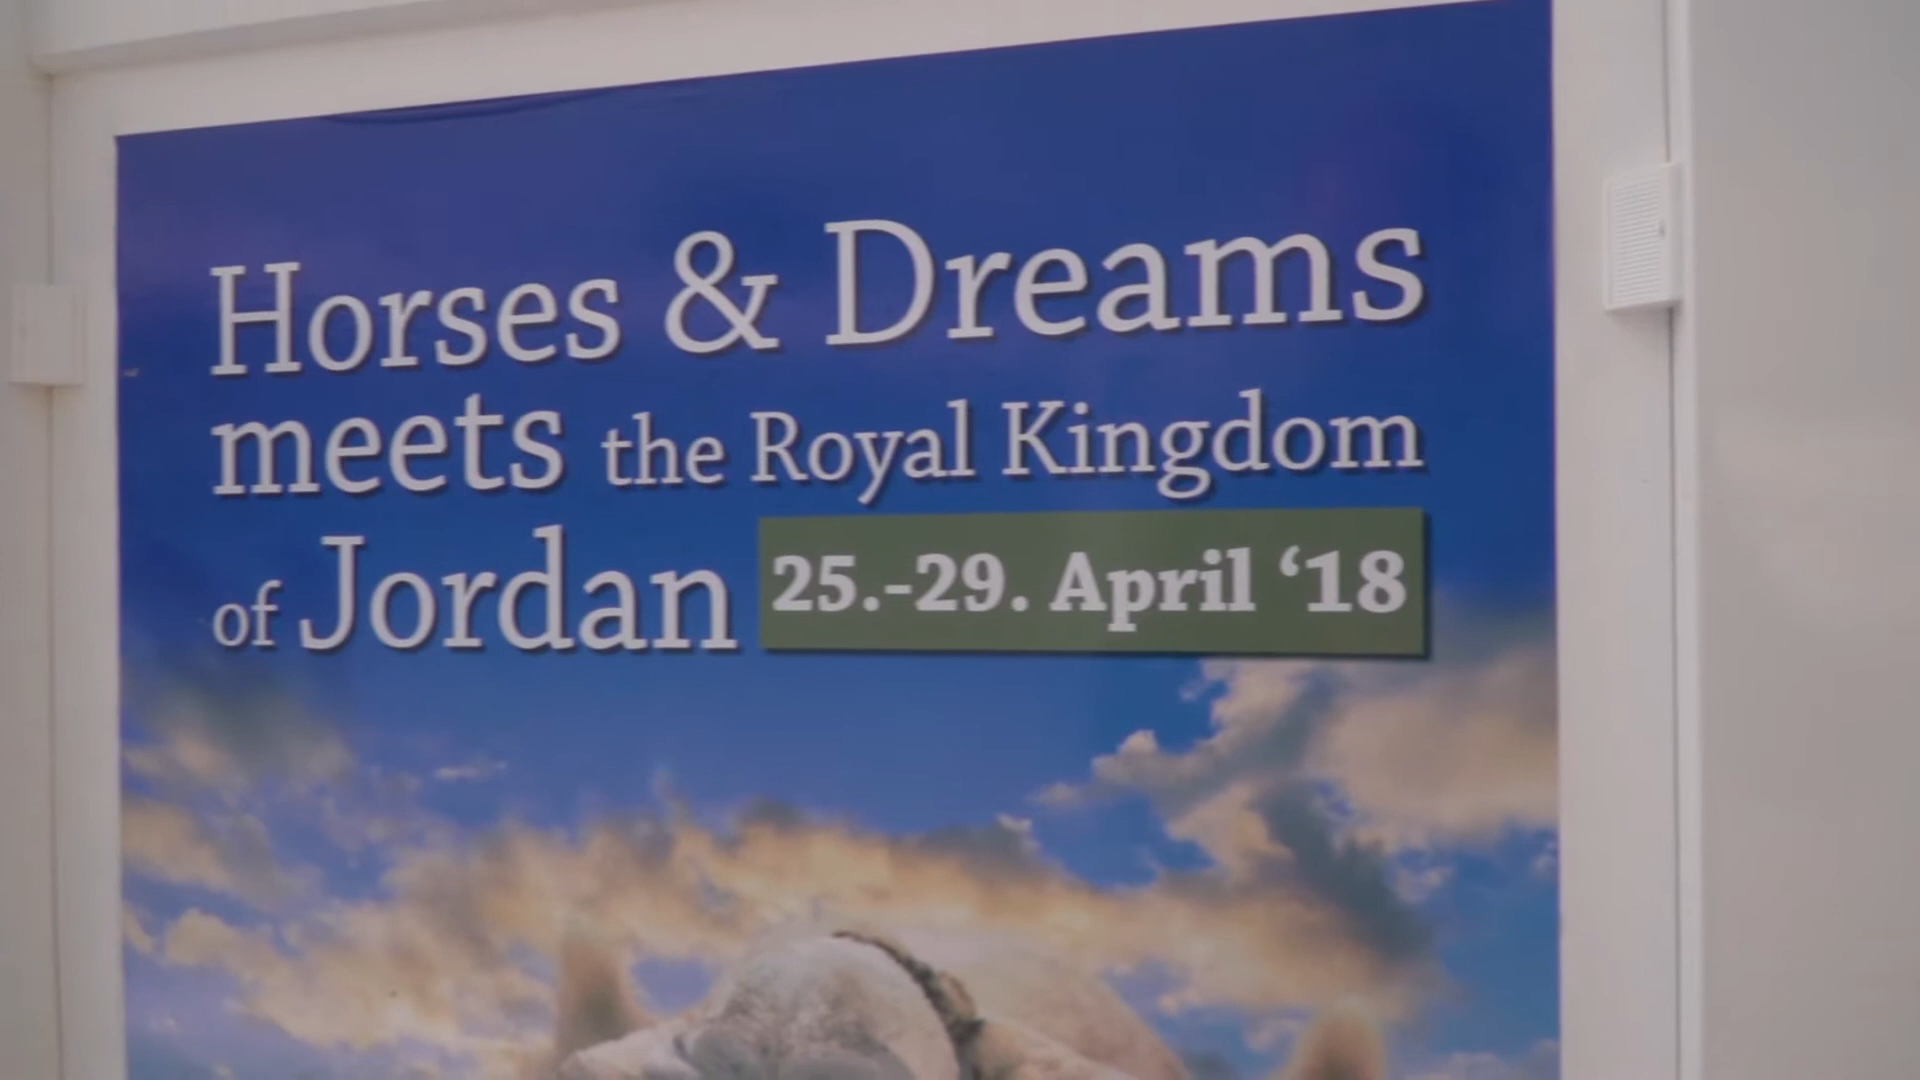 Horses & Dreams
meets the Royal Kingdom
of Jordan 25.-29. April ‘18